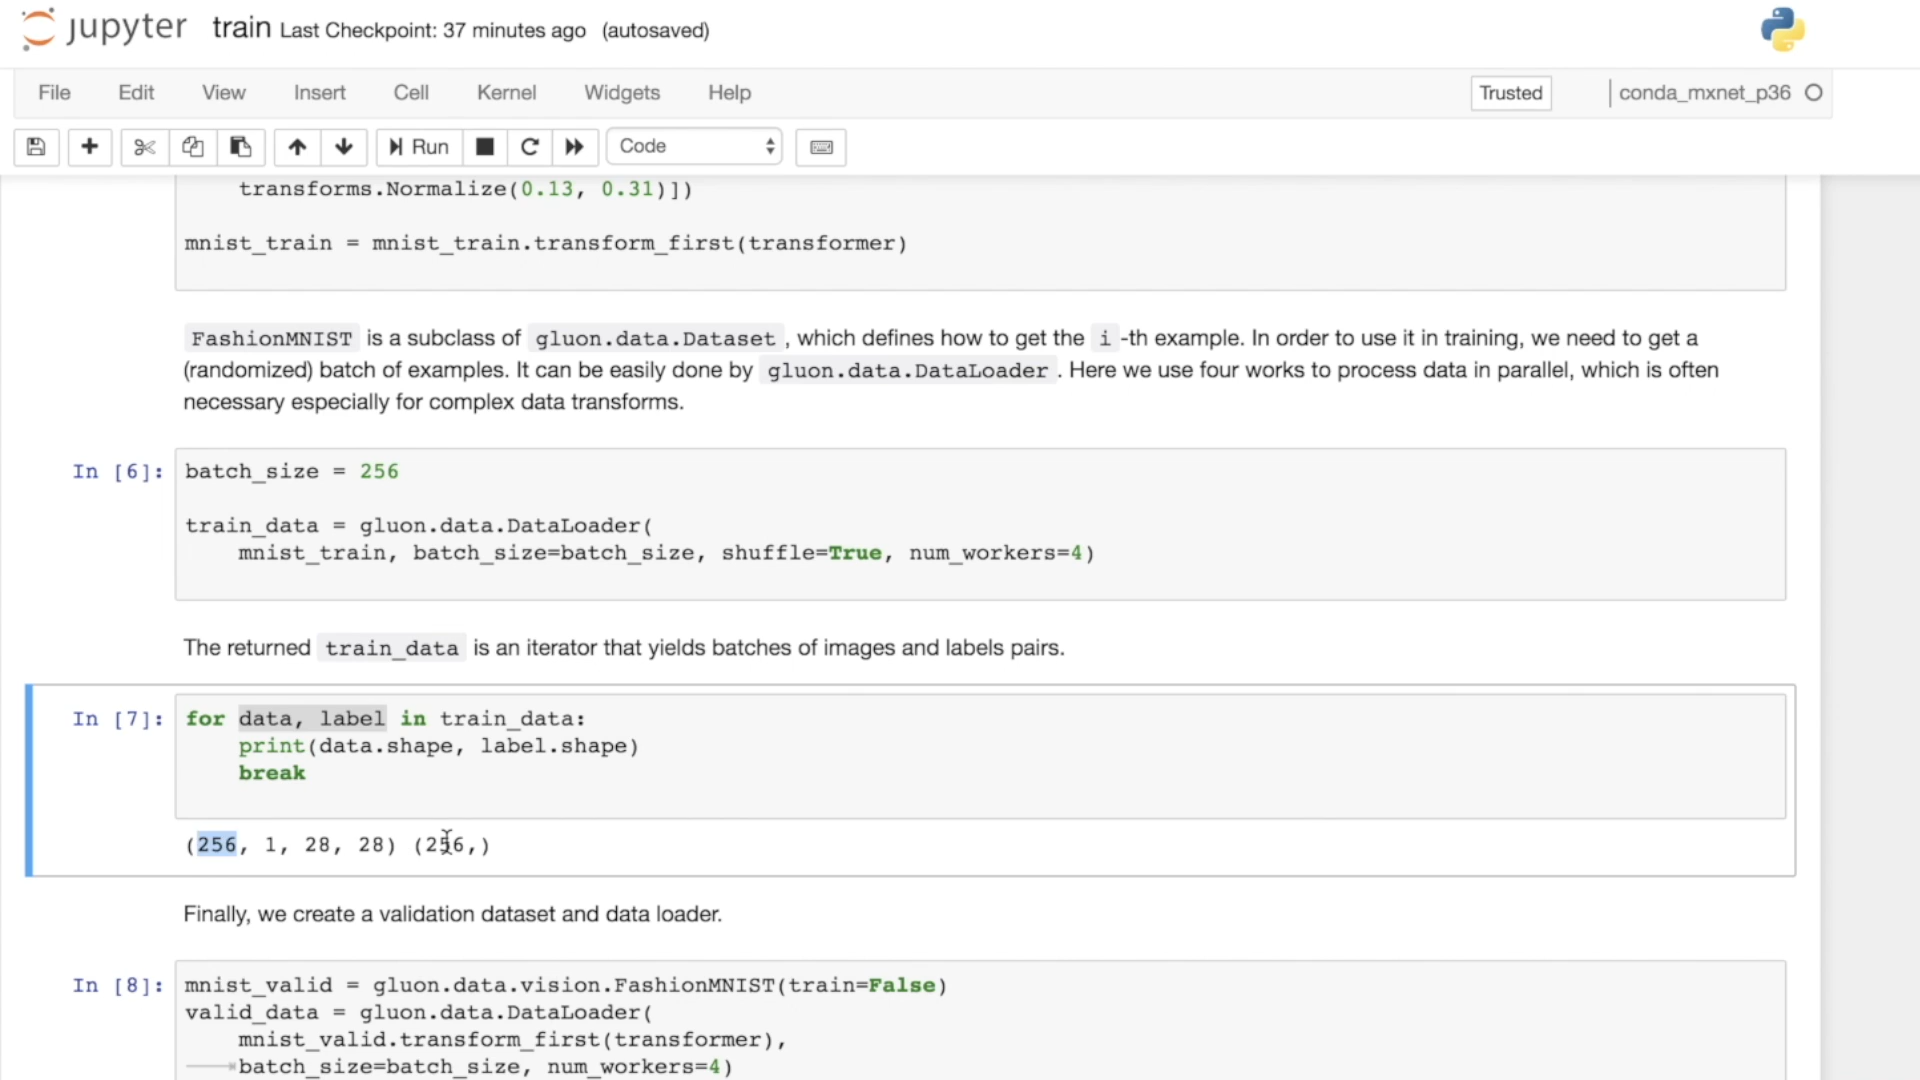 jupyter train Last Checkpoint: 37 minutes ago (autosaved)
File Edit View Insert Cell Kernel Widgets Help Trusted conda_mxnet_p36
Run Code
transforms.Normalize(0.13, 0.31)])
mnist_train = mnist_train.transform_first(transformer)
FashionMNIST is a subclass of gluon.data.Dataset , which defines how to get the i -th example. In order to use it in training, we need to get a
(randomized) batch of examples. It can be easily done by gluon.data.DataLoader . Here we use four works to process data in parallel, which is often
necessary especially for complex data transforms.
In [6]: batch_size = 256
train_data = gluon.data.DataLoader(
mnist_train, batch_size=batch_size, shuffle=True, num_workers=4)
The returned train_data is an iterator that yields batches of images and labels pairs.
In [7]: for data, label in train_data:
print(data.shape, label.shape)
break
(256, 1, 28, 28) (256,)
Finally, we create a validation dataset and data loader.
In [8]: mnist_valid = gluon.data.vision.FashionMNIST(train=False)
valid_data = gluon.data.DataLoader(
mnist_valid.transform_first(transformer),
batch_size=batch_size, num_workers=4)